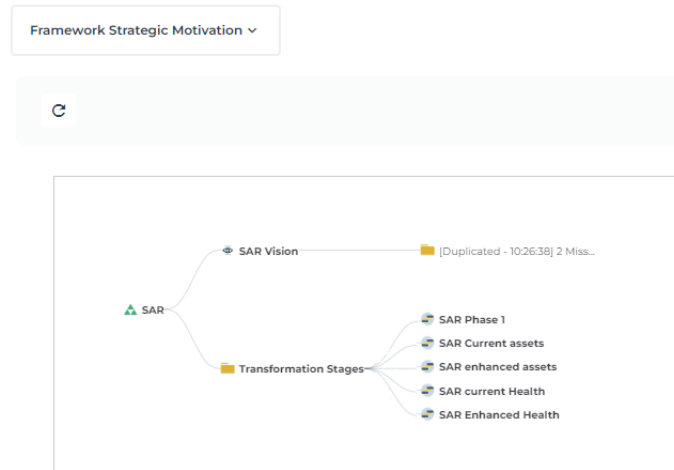 Framework Strategic Motivation
SAR Vision
[Duplicated - 10:26:38] 2 Miss...
SAR
SAR Phase 1
SAR Current assets
Transformation Stages
SAR enhanced assets
SAR current Health
SAR Enhanced Health